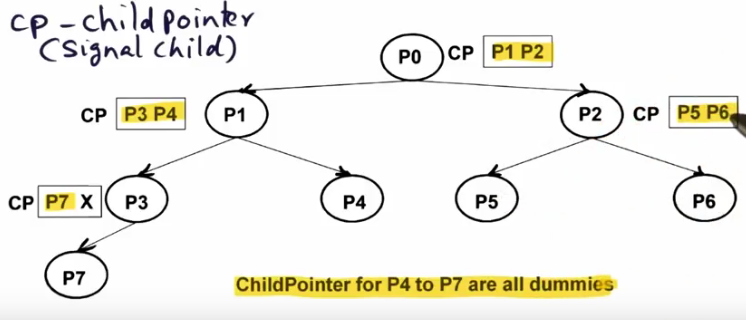 CP - child pointer
(Signal child)
P0 CP P1 P2
CP P3 P4 P1
P2 CP P5 P6
CP P7 X P3
P4
P5
P6
P7
ChildPointer for P4 to P7 are all dummies